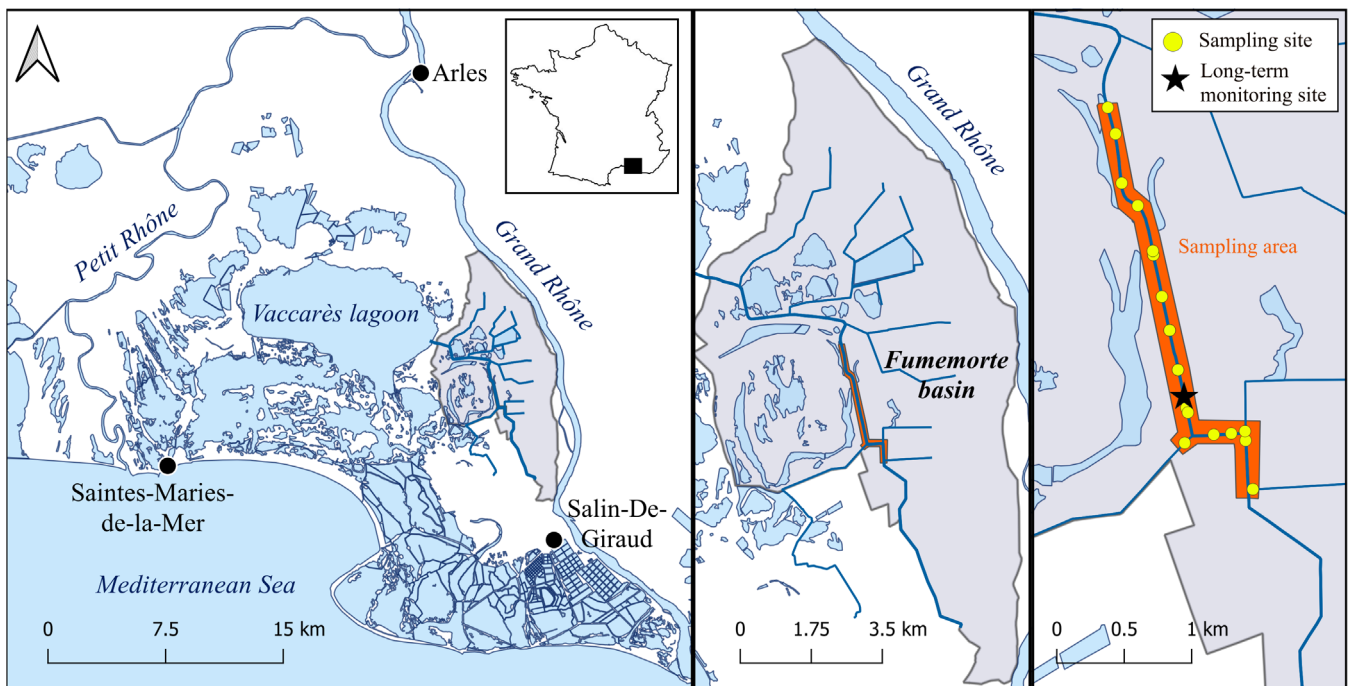 Arles
Petit Rhône
Grand Rhône
Vaccarès lagoon
Saintes-Maries-
de-la-Mer
Salin-De-
Giraud
Mediterranean Sea
0 7.5 15 km
Grand Rhône
Fumemorte
basin
0 1.75 3.5 km
Sampling site
Long-term
monitoring site
Sampling area
0 0.5 1 km